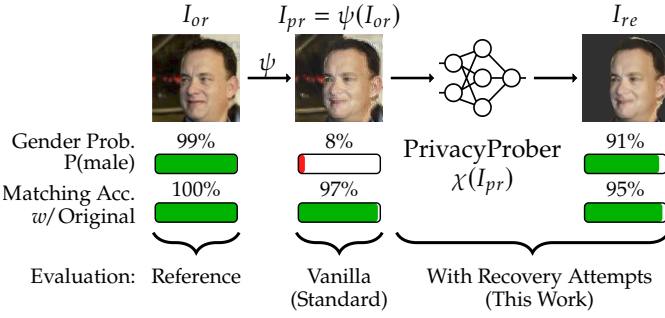 I_or
I_pr = ψ(I_or)
I_re
ψ
Gender Prob.
P(male)
99%
8%
91%
PrivacyProber
χ(I_pr)
Matching Acc.
w/ Original
100%
97%
95%
Evaluation:
Reference
Vanilla
(Standard)
With Recovery Attempts
(This Work)